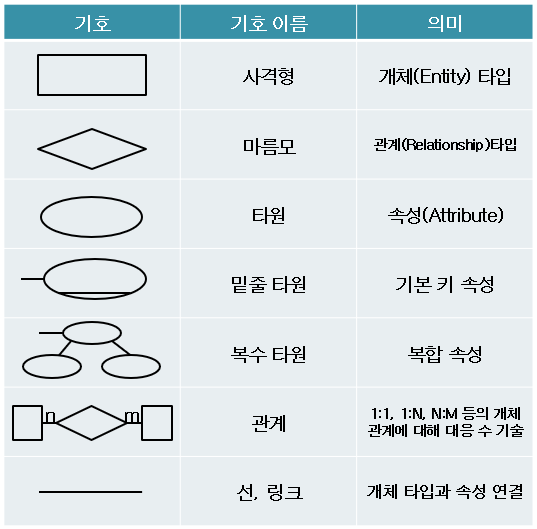 기호 기호 이름 의미
사격형 개체(Entity) 타입
마름모 관계(Relationship)타입
타원 속성(Attribute)
밑줄 타원 기본 키 속성
복수 타원 복합 속성
n m 관계 1:1, 1:N, N:M 등의 개체
관계에 대해 대응 수 기술
선, 링크 개체 타입과 속성 연결